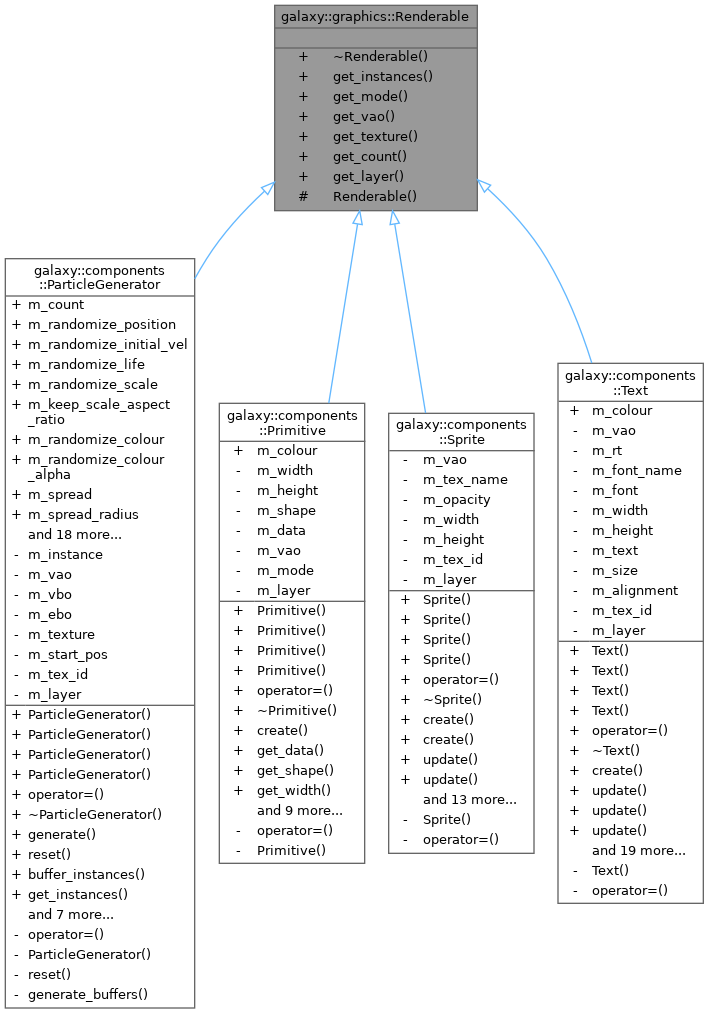 galaxy::graphics::Renderable
+ ~Renderable()
+ get_instances()
+ get_mode()
+ get_vao()
+ get_texture()
+ get_count()
+ get_layer()
# Renderable()
galaxy::components
::ParticleGenerator
+ m_count
+ m_randomize_position
+ m_randomize_initial_vel
+ m_randomize_life
+ m_randomize_scale
+ m_keep_scale_aspect
_ratio
+ m_randomize_colour
+ m_randomize_colour
_alpha
+ m_spread
+ m_spread_radius
and 18 more...
- m_instance
- m_vao
- m_vbo
- m_ebo
- m_texture
- m_start_pos
- m_tex_id
- m_layer
+ ParticleGenerator()
+ ParticleGenerator()
+ ParticleGenerator()
+ ParticleGenerator()
+ operator=()
+ ~ParticleGenerator()
+ generate()
+ reset()
+ buffer_instances()
+ get_instances()
and 7 more...
- operator=()
- ParticleGenerator()
- reset()
- generate_buffers()
galaxy::components
::Primitive
+ m_colour
- m_width
- m_height
- m_shape
- m_data
- m_vao
- m_mode
- m_layer
+ Primitive()
+ Primitive()
+ Primitive()
+ Primitive()
+ operator=()
+ ~Primitive()
+ create()
+ get_data()
+ get_shape()
+ get_width()
and 9 more...
- operator=()
- Primitive()
galaxy::components
::Sprite
- m_vao
- m_tex_name
- m_opacity
- m_width
- m_height
- m_tex_id
- m_layer
+ Sprite()
+ Sprite()
+ Sprite()
+ Sprite()
+ operator=()
+ ~Sprite()
+ create()
+ create()
+ update()
+ update()
and 13 more...
- Sprite()
- operator=()
galaxy::components
::Text
+ m_colour
- m_vao
- m_rt
- m_font_name
- m_font
- m_width
- m_height
- m_text
- m_size
- m_alignment
- m_tex_id
- m_layer
+ Text()
+ Text()
+ Text()
+ Text()
+ operator=()
+ ~Text()
+ create()
+ update()
+ update()
+ update()
and 19 more...
- Text()
- operator=()